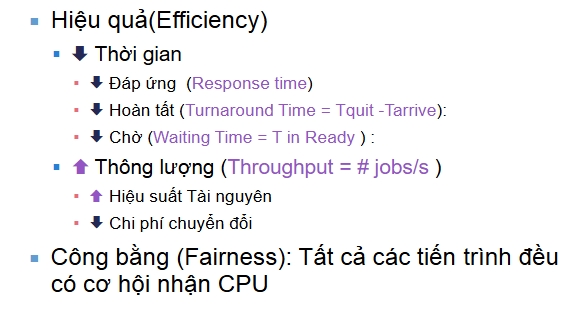 Hiệu quả(Efficiency)
Thời gian
Đáp ứng (Response time)
Hoàn tất (Turnaround Time = Tquit -Tarrive):
Chờ (Waiting Time = T in Ready ) :
Thông lượng (Throughput = # jobs/s )
Hiệu suất Tài nguyên
Chi phí chuyển đổi
Công bằng (Fairness): Tất cả các tiến trình đều
có cơ hội nhận CPU